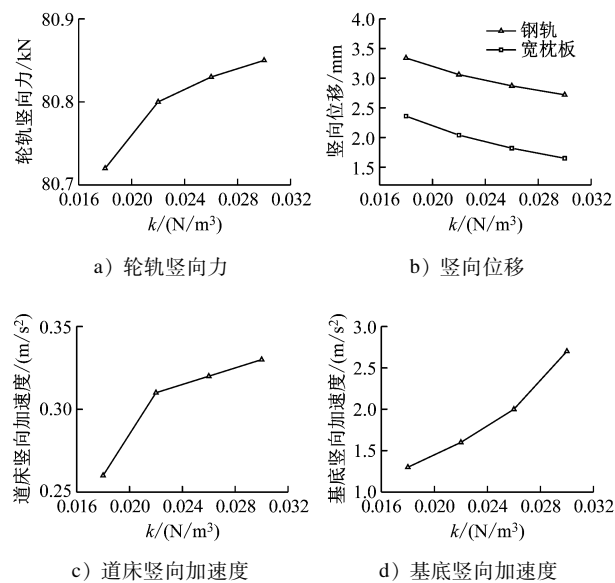 80.9
80.8
80.7
轮轨竖向力/kN
0.016 0.020 0.024 0.028 0.032
k/(N/m³)
a）轮轨竖向力
4.0
3.5
3.0
2.5
2.0
1.5
竖向位移/mm
钢轨
宽枕板
0.016 0.020 0.024 0.028 0.032
k/(N/m³)
b）竖向位移
0.35
0.30
0.25
道床竖向加速度/(m/s²)
0.016 0.020 0.024 0.028 0.032
k/(N/m³)
c）道床竖向加速度
3.0
2.5
2.0
1.5
1.0
基底竖向加速度/(m/s²)
0.016 0.020 0.024 0.028 0.032
k/(N/m³)
d）基底竖向加速度